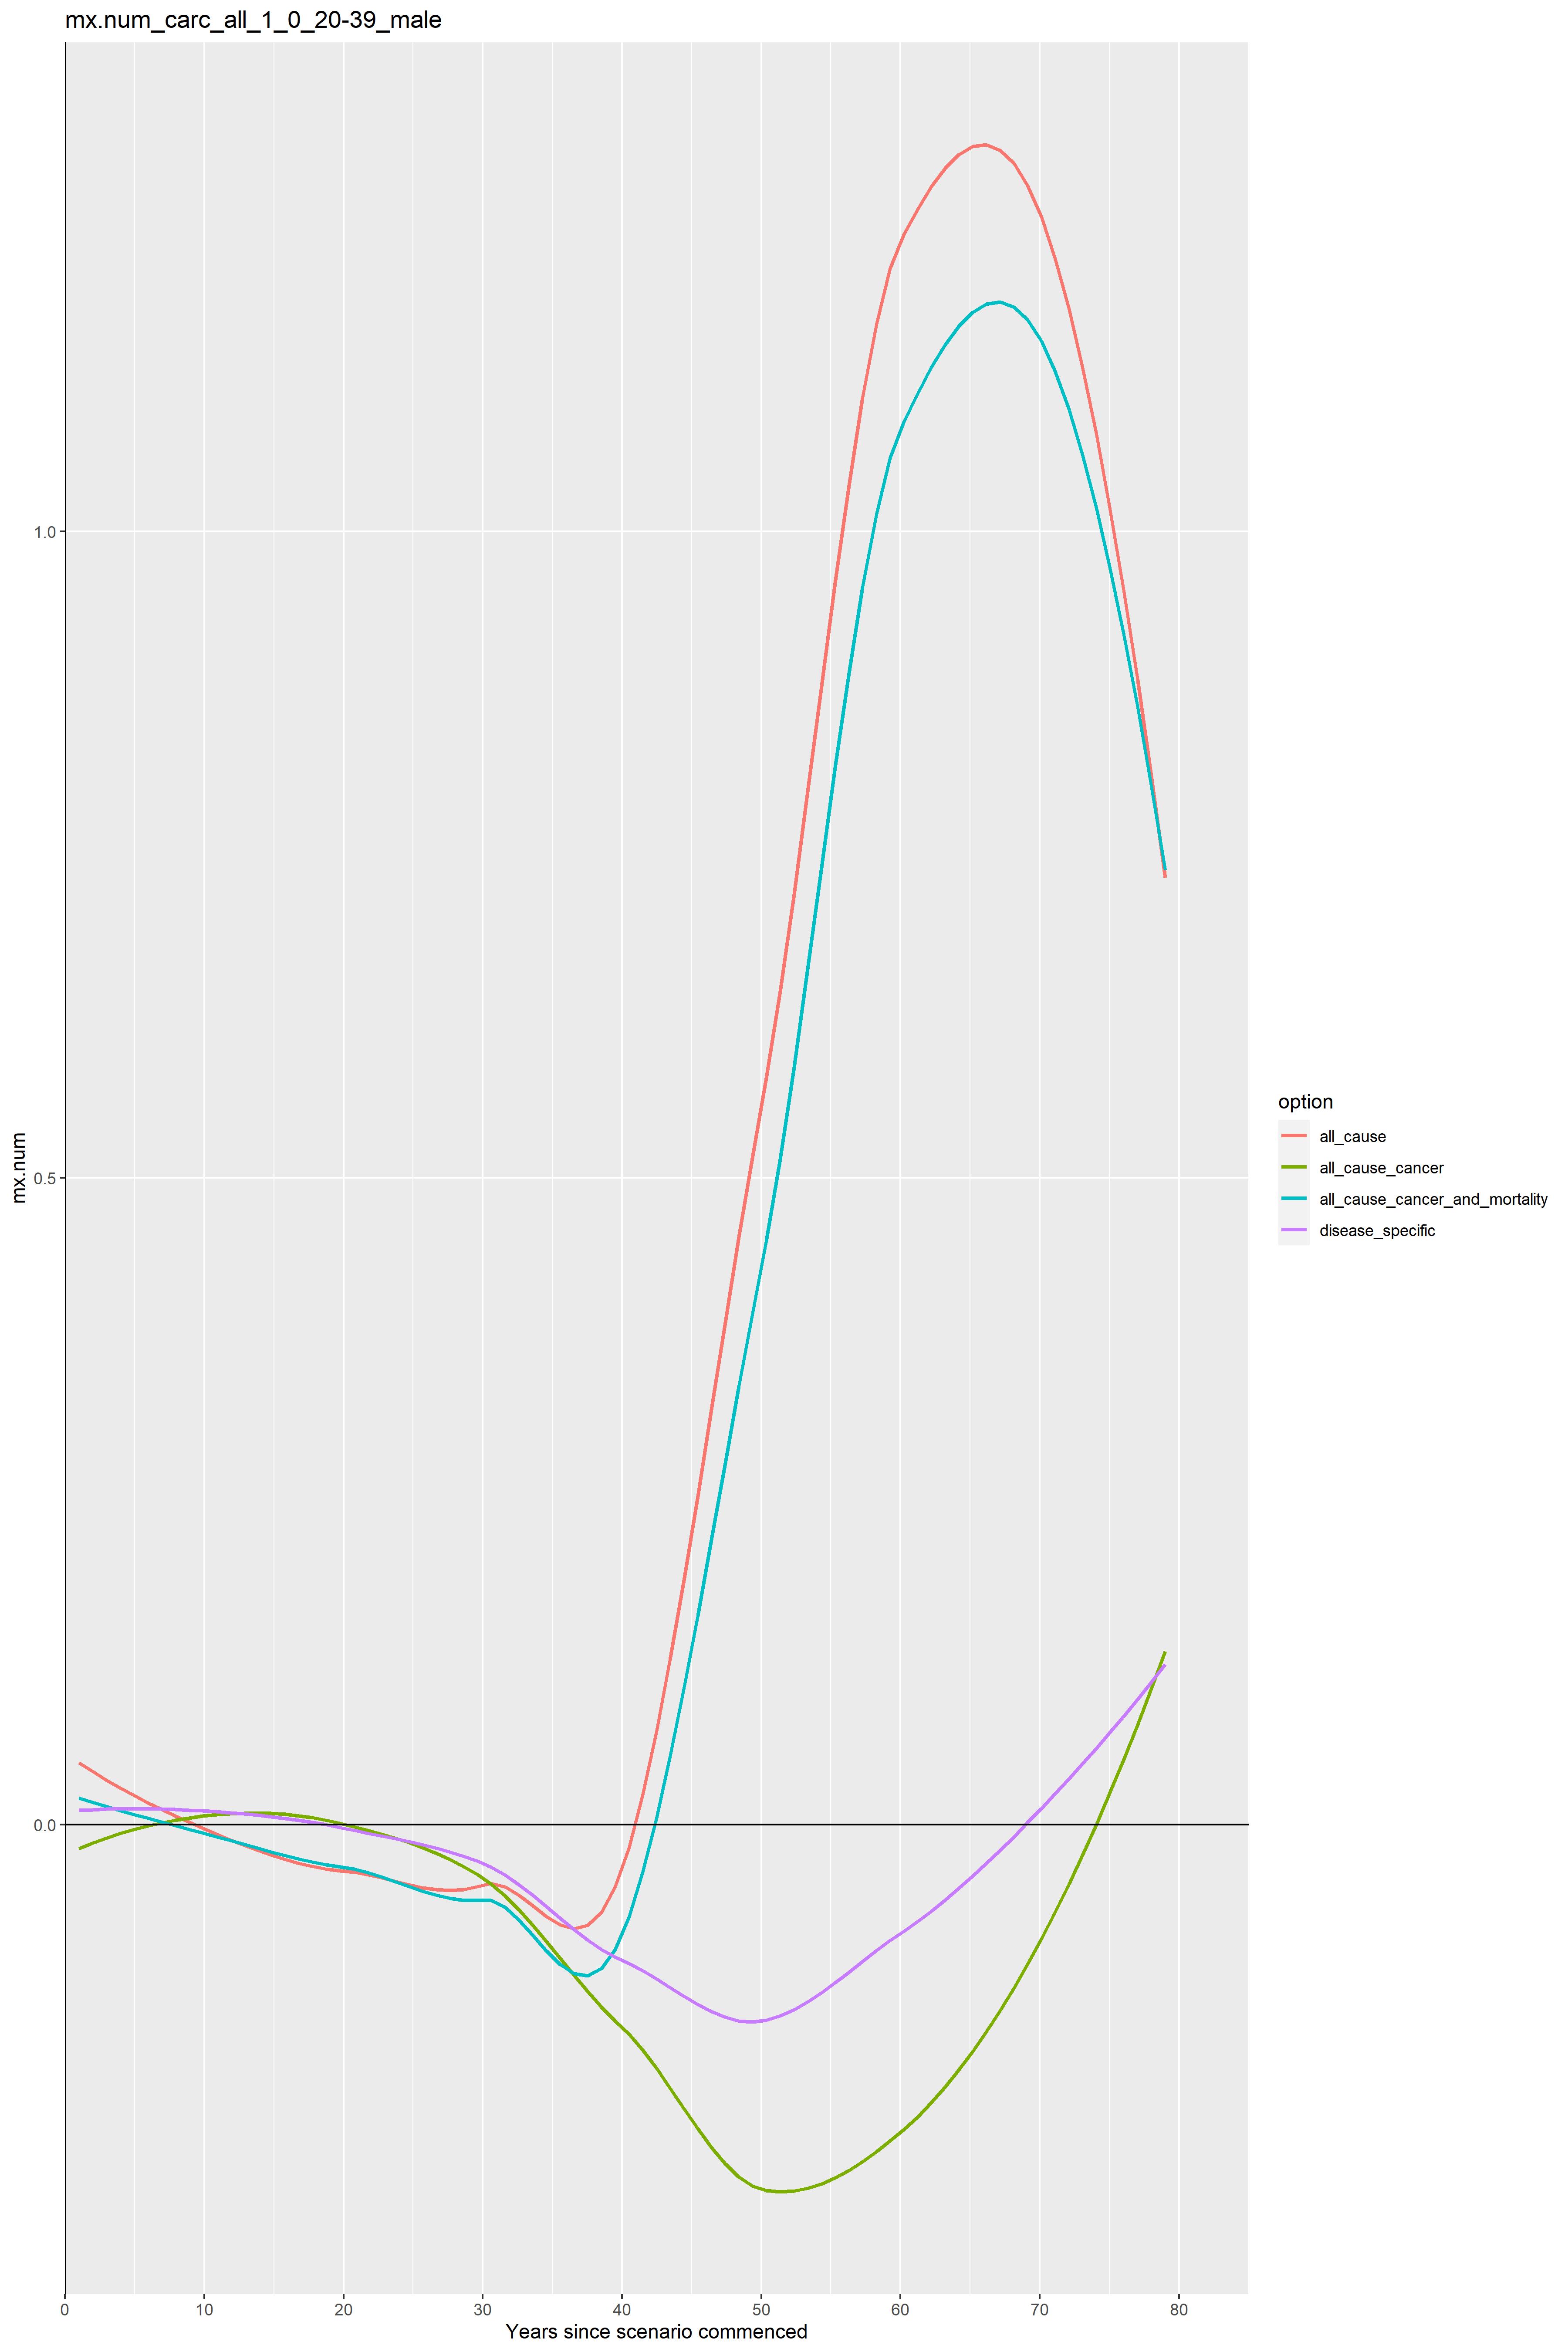 mx.num_carc_all_1_0_20-39_male
mx.num
1.0
0.5
0.0
0 10 20 30 40 50 60 70 80
Years since scenario commenced
option
all_cause
all_cause_cancer
all_cause_cancer_and_mortality
disease_specific